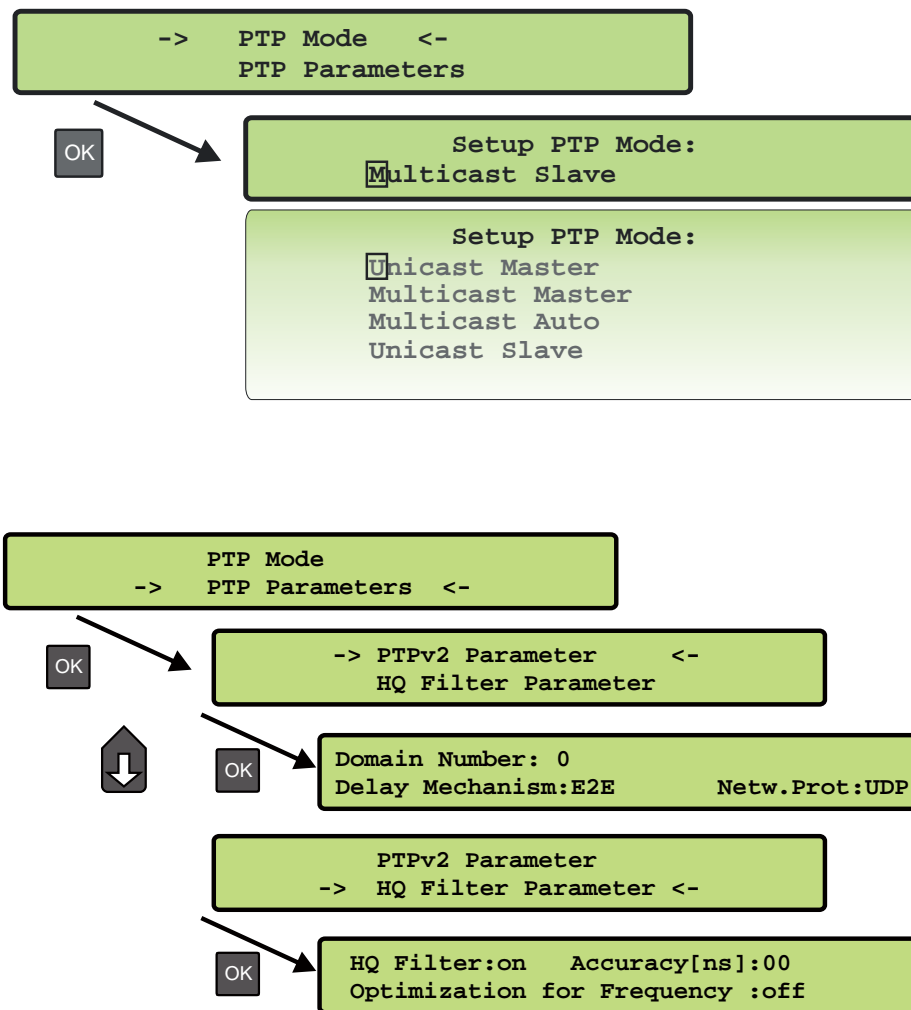 -> PTP Mode <-
PTP Parameters
OK
Setup PTP Mode:
Multicast Slave
Setup PTP Mode:
Unicast Master
Multicast Master
Multicast Auto
Unicast Slave
PTP Mode
-> PTP Parameters <-
OK
-> PTPv2 Parameter <-
HQ Filter Parameter
OK
Domain Number: 0
Delay Mechanism:E2E Netw.Prot:UDP
PTPv2 Parameter
-> HQ Filter Parameter <-
OK
HQ Filter:on Accuracy[ns]:00
Optimization for Frequency :off